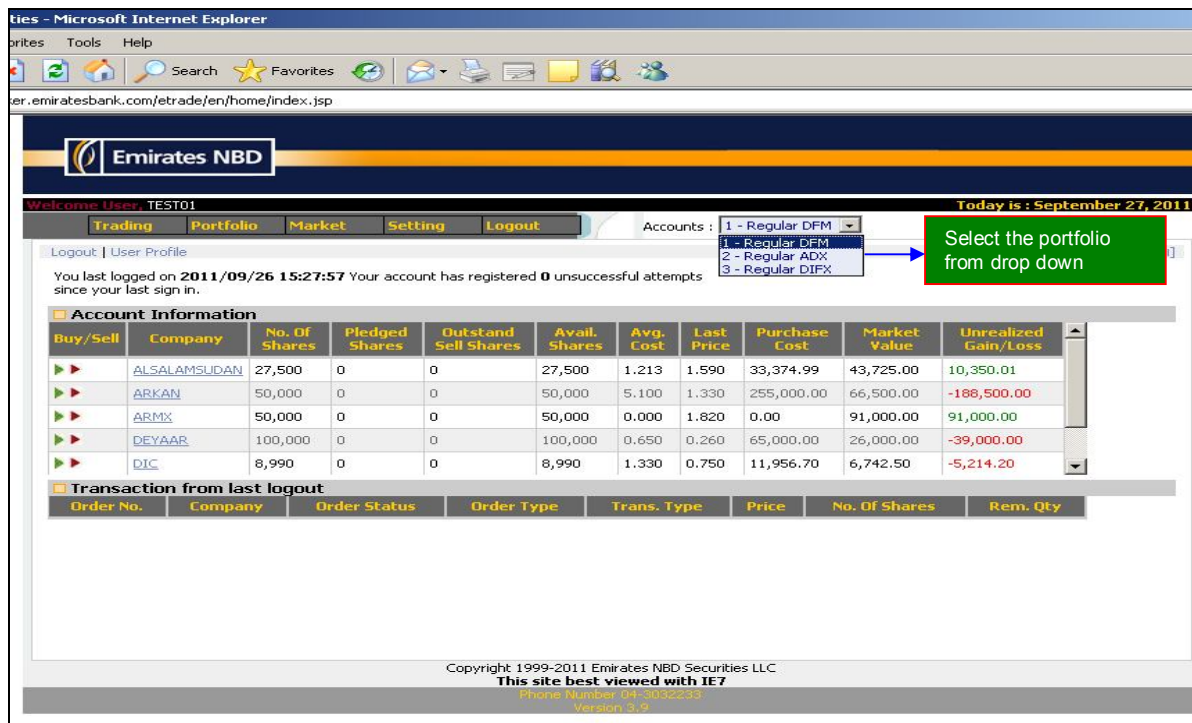 ties - Microsoft Internet Explorer
orites Tools Help
Search Favorites
ker.emiratesbank.com/etrade/en/home/index.jsp
Emirates NBD
Welcome User, TEST01 Today is : September 27, 2011
Trading Portfolio Market Setting Logout Accounts : 1 - Regular DFM
1 - Regular DFM
2 - Regular ADX
3 - Regular DIFX
Select the portfolio
from drop down
Logout | User Profile
You last logged on 2011/09/26 15:27:57 Your account has registered 0 unsuccessful attempts
since your last sign in.
Account Information
Buy/Sell Company No. Of Shares Pledged Shares Outstand Sell Shares Avail. Shares Avg. Cost Last Price Purchase Cost Market Value Unrealized Gain/Loss
ALSALAMSUDAN 27,500 0 0 27,500 1.213 1.590 33,374.99 43,725.00 10,350.01
ARKAN 50,000 0 0 50,000 5.100 1.330 255,000.00 66,500.00 -188,500.00
ARMX 50,000 0 0 50,000 0.000 1.820 0.00 91,000.00 91,000.00
DEYAAR 100,000 0 0 100,000 0.650 0.260 65,000.00 26,000.00 -39,000.00
DIC 8,990 0 0 8,990 1.330 0.750 11,956.70 6,742.50 -5,214.20
Transaction from last logout
Order No. Company Order Status Order Type Trans. Type Price No. Of Shares Rem. Qty
Copyright 1999-2011 Emirates NBD Securities LLC
This site best viewed with IE7
Phone Number 04-3032233
Version 3.9